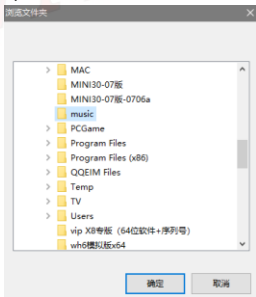 浏览文件夹
MAC
MINI30-07版
MINI30-07版-0706a
music
PCGame
Program Files
Program Files (x86)
QQEIM Files
Temp
TV
Users
vip X8专版（64位软件+序列号）
wh6模拟版x64
确定
取消